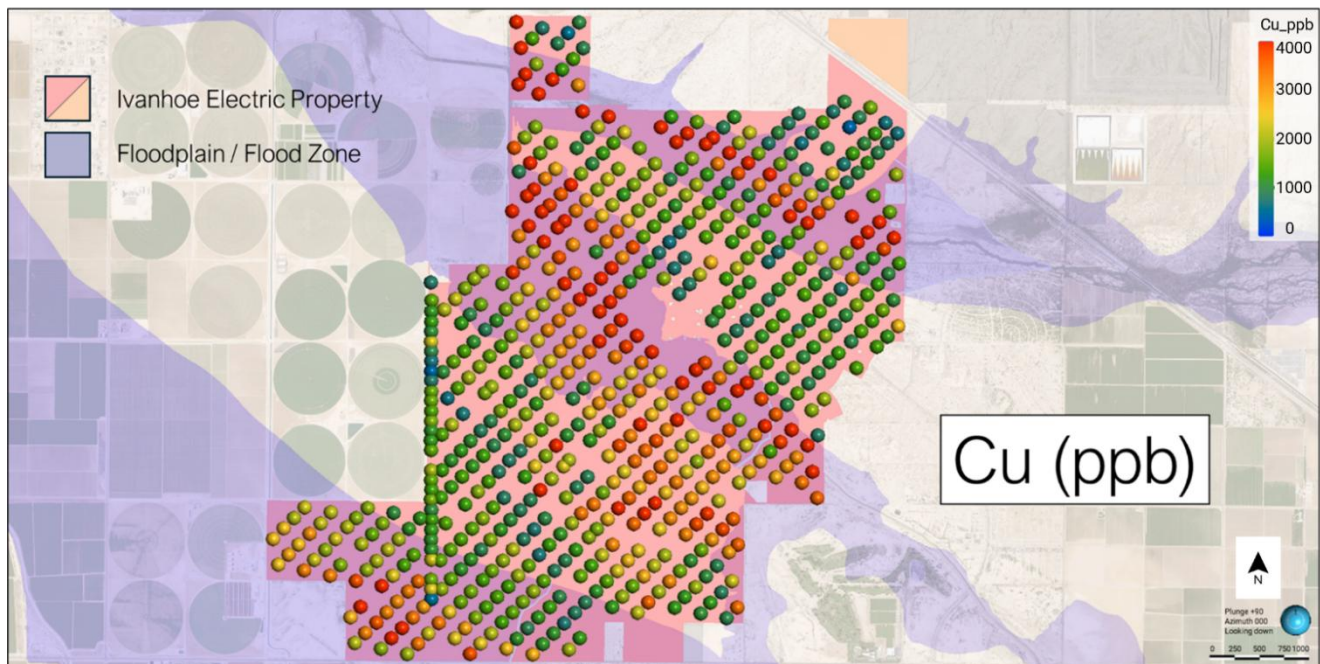 Ivanhoe Electric Property
Floodplain / Flood Zone
Cu_ppb
4000
3000
2000
1000
0
Cu (ppb)
N
Plunge +90
Azimuth 000
Looking down
0 250 500 750 1000